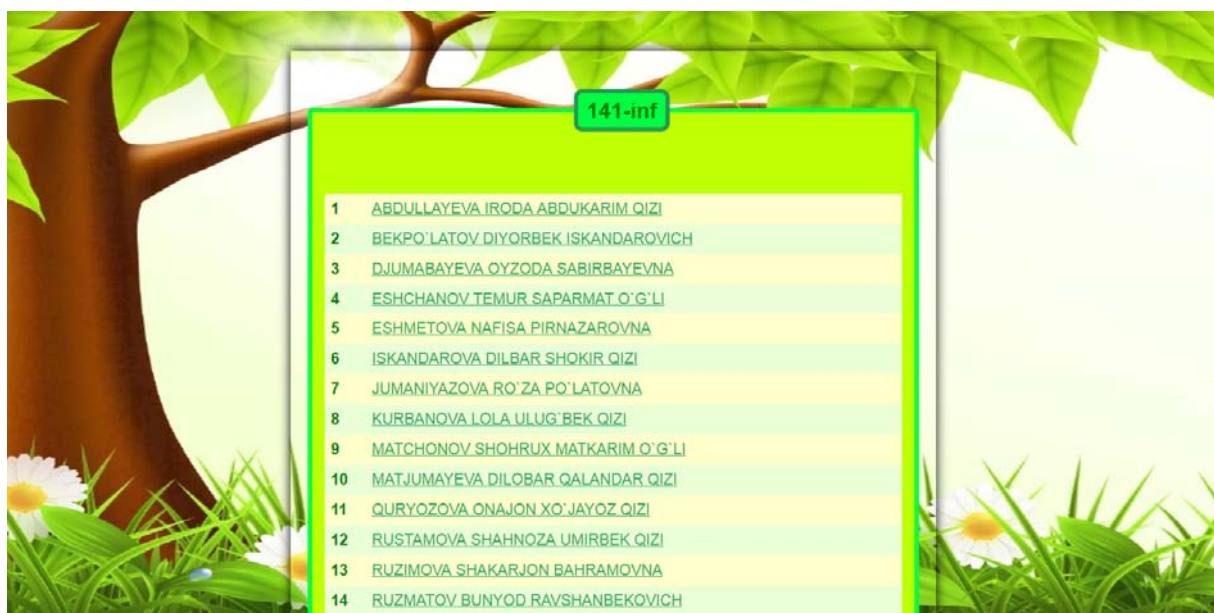 141-inf
1 ABDULLAYEVA IRODA ABDUKARIM QIZI
2 BEKPO`LATOV DIYORBEK ISKANDAROVICH
3 DJUMABAYEVA OYZODA SABIRBAYEVNA
4 ESHCHANOV TEMUR SAPARMAT O`G`LI
5 ESHMETOVA NAFISA PIRNAZAROVNA
6 ISKANDAROVA DILBAR SHOKIR QIZI
7 JUMANIYAZOVA RO`ZA PO`LATOVNA
8 KURBANOVA LOLA ULUG`BEK QIZI
9 MATCHONOV SHOHRUX MATKARIM O`G`LI
10 MATJUMAYEVA DILOBAR QALANDAR QIZI
11 QURYOZOVA ONAJON XO`JAYOZ QIZI
12 RUSTAMOVA SHAHNOZA UMIRBEK QIZI
13 RUZIMOVA SHAKARJON BAHRAMOVNA
14 RUZMATOV BUNYOD RAVSHANBEKOVICH